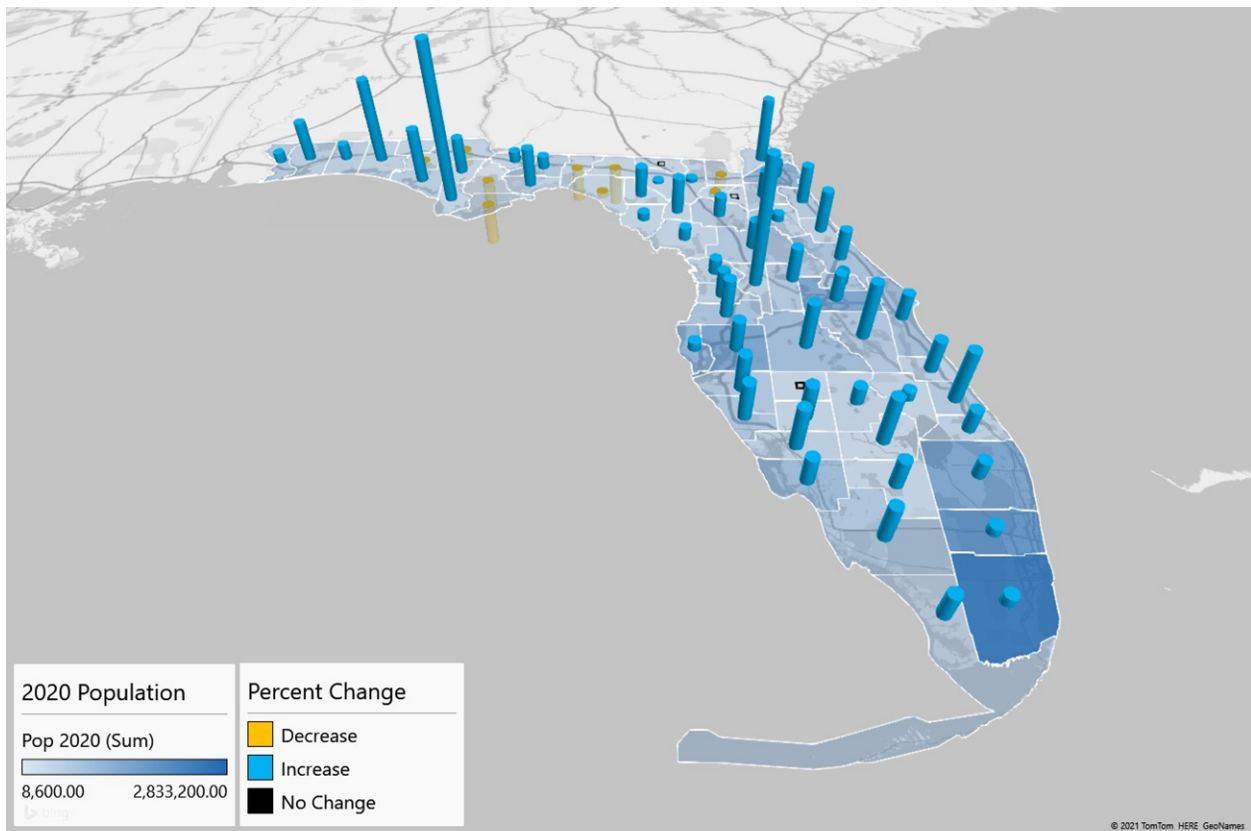 2020 Population
Pop 2020 (Sum)
8,600.00 2,833,200.00
bing
Percent Change
Decrease
Increase
No Change
© 2021 TomTom HERE GeoNames